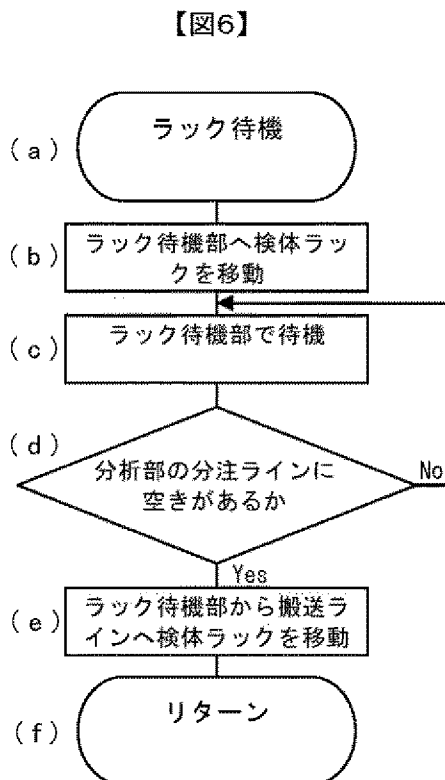 【図6】
(a)
ラック待機
(b)
ラック待機部へ検体ラッ
クを移動
(c)
ラック待機部で待機
(d)
分析部の分注ラインに
空きがあるか
No
Yes
(e)
ラック待機部から搬送ラ
インへ検体ラックを移動
(f)
リターン